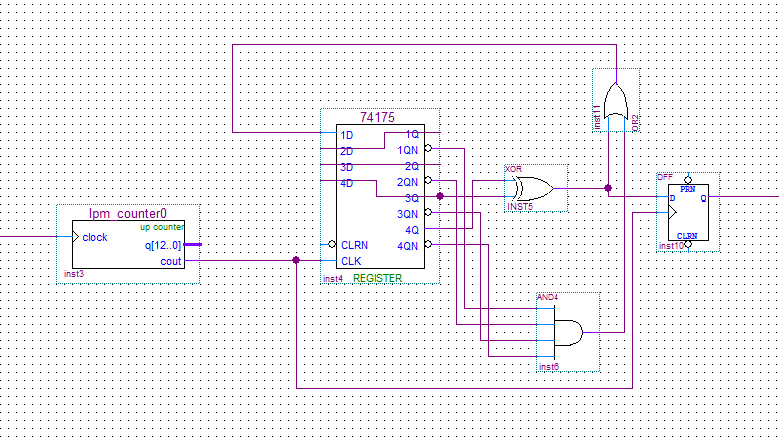 lpm_counter0
up counter
clock
q[12..0]
cout
inst3
74175
1D
2D
3D
4D
CLRN
CLK
1Q
1QN
2Q
2QN
3Q
3QN
4Q
4QN
inst4
REGISTER
XOR
INST5
AND4
inst6
inst11
OR2
DFF
PRN
D
Q
CLRN
inst10